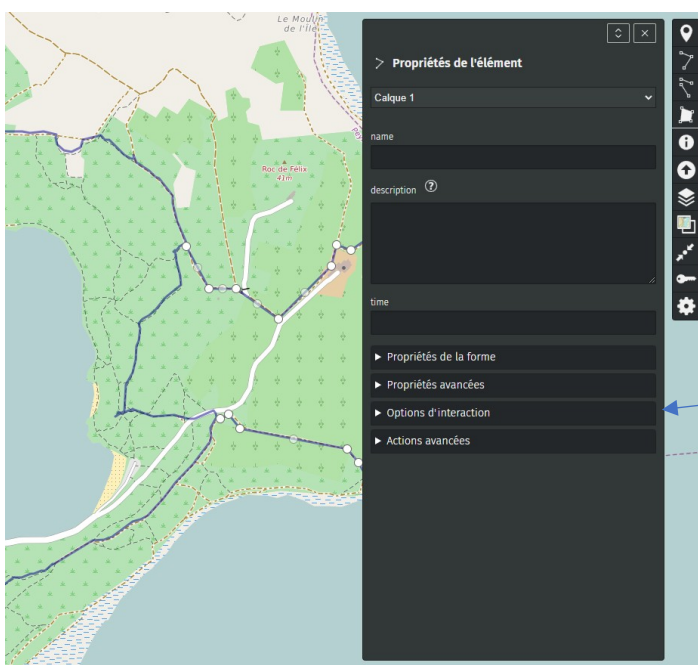 Le Moulin
de l'Île
Roc de Félix
41m
Propriétés de l'élément
Calque 1
name
description ?
time
► Propriétés de la forme
► Propriétés avancées
► Options d'interaction
► Actions avancées